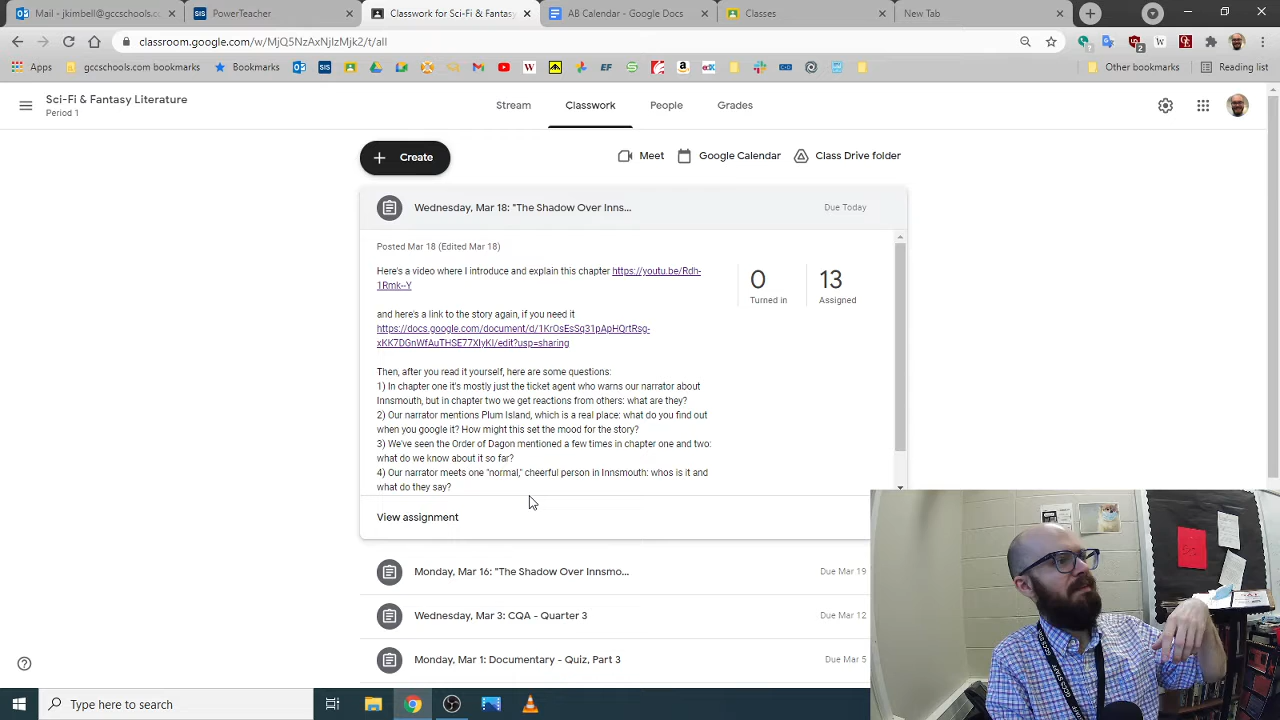 Mail - jkimbell@gccschools.c
PowerTeacher
Classwork for Sci-Fi & Fantasy
AB Calendar - Google Docs
Classes
New Tab
classroom.google.com/w/MjQ5NzAxNjIzMjk2/t/all
Apps
gccschools.com bookmarks
Bookmarks
Other bookmarks
Reading list
Sci-Fi & Fantasy Literature
Period 1
Stream
Classwork
People
Grades
+ Create
Meet
Google Calendar
Class Drive folder
Wednesday, Mar 18: "The Shadow Over Inns...
Due Today
Posted Mar 18 (Edited Mar 18)
Here's a video where I introduce and explain this chapter https://youtu.be/Rdh-
1Rmk--Y
0
Turned in
13
Assigned
and here's a link to the story again, if you need it
https://docs.google.com/document/d/1KrOsEsSq31pApHQrtRsg-
xKK7DGnWfAuTHSE77XIyKI/edit?usp=sharing
Then, after you read it yourself, here are some questions:
1) In chapter one it's mostly just the ticket agent who warns our narrator about
Innsmouth, but in chapter two we get reactions from others: what are they?
2) Our narrator mentions Plum Island, which is a real place: what do you find out
when you google it? How might this set the mood for the story?
3) We've seen the Order of Dagon mentioned a few times in chapter one and two:
what do we know about it so far?
4) Our narrator meets one "normal," cheerful person in Innsmouth: whos is it and
what do they say?
View assignment
Monday, Mar 16: "The Shadow Over Innsmo...
Due Mar 19
Wednesday, Mar 3: CQA - Quarter 3
Due Mar 12
Monday, Mar 1: Documentary - Quiz, Part 3
Due Mar 5
Type here to search